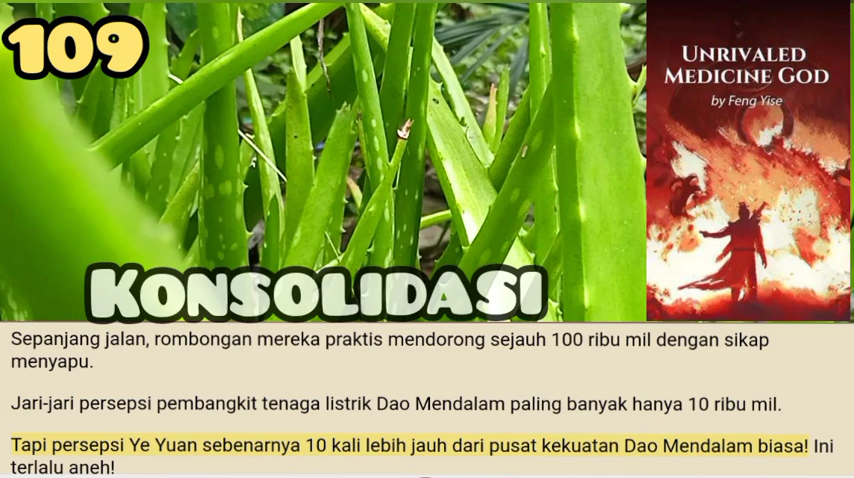 109
UNRIVALED
MEDICINE GOD
by Feng Yise
KONSOLIDASI
Sepanjang jalan, rombongan mereka praktis mendorong sejauh 100 ribu mil dengan sikap
menyapu.
Jari-jari persepsi pembangkit tenaga listrik Dao Mendalam paling banyak hanya 10 ribu mil.
Tapi persepsi Ye Yuan sebenarnya 10 kali lebih jauh dari pusat kekuatan Dao Mendalam biasa! Ini
terlalu aneh!